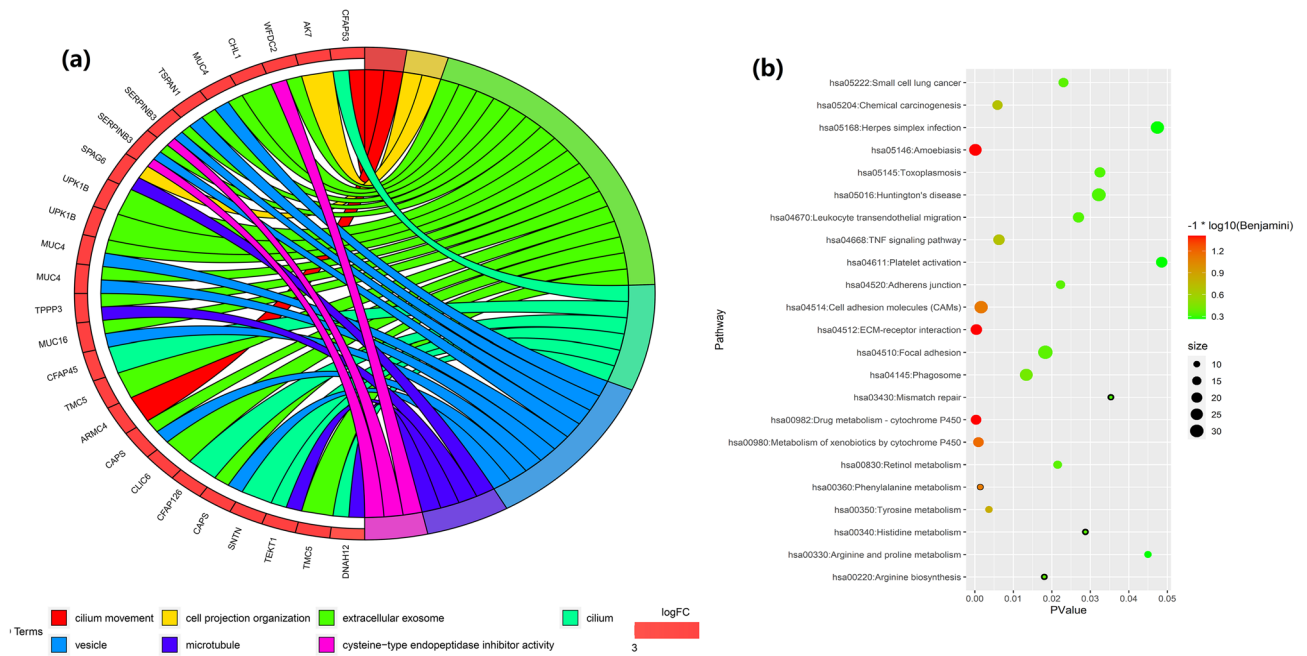 (a)
CFAP53
AK7
WFDC2
CHL1
MUC4
TSPAN1
SERPINB3
SERPINB3
SPAG6
UPK1B
UPK1B
MUC4
MUC4
TPPP3
MUC16
CFAP45
TMC5
ARMC4
CAPS
CLIC6
CFAP126
CAPS
SNTN
TEKT1
TMC5
DNAH12
Terms
cilium movement
cell projection organization
extracellular exosome
cilium
vesicle
microtubule
cysteine−type endopeptidase inhibitor activity
logFC
3
(b)
Pathway
hsa05222:Small cell lung cancer
hsa05204:Chemical carcinogenesis
hsa05168:Herpes simplex infection
hsa05146:Amoebiasis
hsa05145:Toxoplasmosis
hsa05016:Huntington's disease
hsa04670:Leukocyte transendothelial migration
hsa04668:TNF signaling pathway
hsa04611:Platelet activation
hsa04520:Adherens junction
hsa04514:Cell adhesion molecules (CAMs)
hsa04512:ECM-receptor interaction
hsa04510:Focal adhesion
hsa04145:Phagosome
hsa03430:Mismatch repair
hsa00982:Drug metabolism - cytochrome P450
hsa00980:Metabolism of xenobiotics by cytochrome P450
hsa00830:Retinol metabolism
hsa00360:Phenylalanine metabolism
hsa00350:Tyrosine metabolism
hsa00340:Histidine metabolism
hsa00330:Arginine and proline metabolism
hsa00220:Arginine biosynthesis
0.00 0.01 0.02 0.03 0.04 0.05
PValue
-1 * log10(Benjamini)
1.2
0.9
0.6
0.3
size
10
15
20
25
30